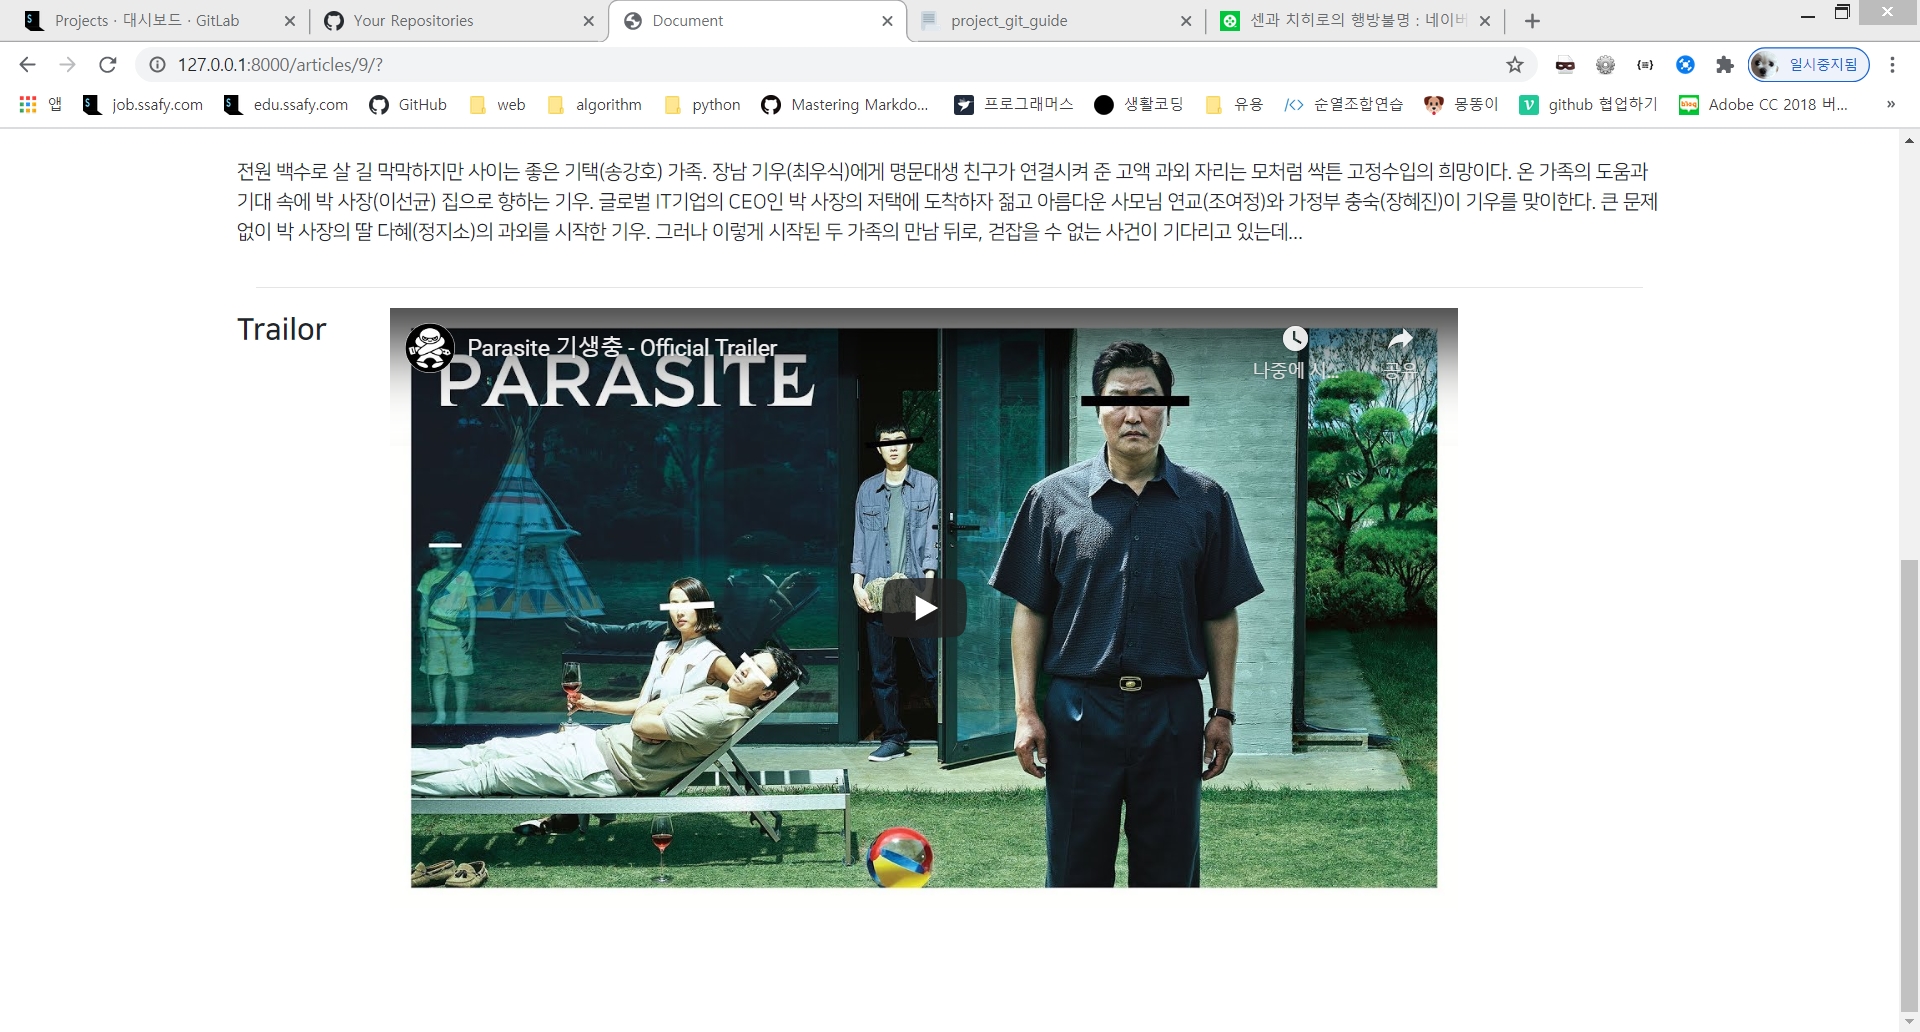 Projects · 대시보드 · GitLab
Your Repositories
Document
project_git_guide
센과 치히로의 행방불명 : 네이버
127.0.0.1:8000/articles/9/?
일시중지됨
앱
job.ssafy.com
edu.ssafy.com
GitHub
web
algorithm
python
Mastering Markdo...
프로그래머스
생활코딩
유용
순열조합연습
몽똥이
github 협업하기
Adobe CC 2018 버...
»
전원 백수로 살 길 막막하지만 사이는 좋은 기택(송강호) 가족. 장남 기우(최우식)에게 명문대생 친구가 연결시켜 준 고액 과외 자리는 모처럼 싹튼 고정수입의 희망이다. 온 가족의 도움과
기대 속에 박 사장(이선균) 집으로 향하는 기우. 글로벌 IT기업의 CEO인 박 사장의 저택에 도착하자 젊고 아름다운 사모님 연교(조여정)와 가정부 충숙(장혜진)이 기우를 맞이한다. 큰 문제
없이 박 사장의 딸 다혜(정지소)의 과외를 시작한 기우. 그러나 이렇게 시작된 두 가족의 만남 뒤로, 걷잡을 수 없는 사건이 기다리고 있는데...
Trailor
Parasite 기생충 - Official Trailer
나중에 시...
공유
PARASITE